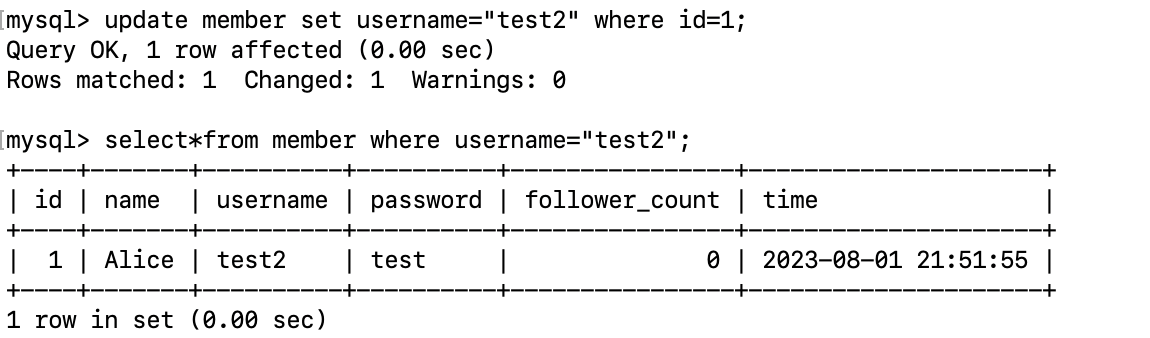 [mysql> update member set username="test2" where id=1;
Query OK, 1 row affected (0.00 sec)
Rows matched: 1  Changed: 1  Warnings: 0
[mysql> select*from member where username="test2";
+----+-------+----------+----------+----------------+---------------------+
| id | name  | username | password | follower_count | time                |
+----+-------+----------+----------+----------------+---------------------+
|  1 | Alice | test2    | test     |              0 | 2023-08-01 21:51:55 |
+----+-------+----------+----------+----------------+---------------------+
1 row in set (0.00 sec)